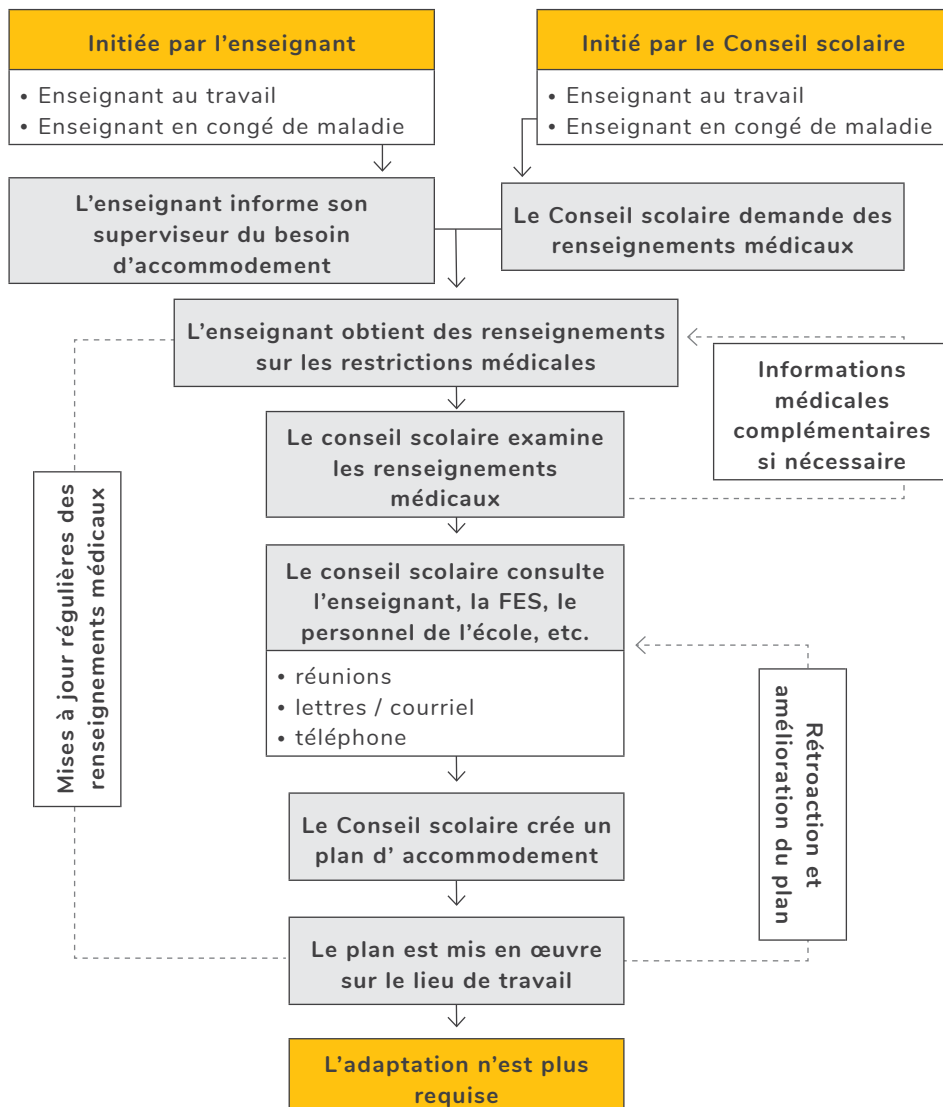 Initiée par l'enseignant
• Enseignant au travail
• Enseignant en congé de maladie
Initié par le Conseil scolaire
• Enseignant au travail
• Enseignant en congé de maladie
L'enseignant informe son
superviseur du besoin
d'accommodement
Le Conseil scolaire demande des
renseignements médicaux
L'enseignant obtient des renseignements
sur les restrictions médicales
Informations
médicales
complémentaires
si nécessaire
Le conseil scolaire examine
les renseignements
médicaux
Mises à jour régulières des
renseignements médicaux
Le conseil scolaire consulte
l'enseignant, la FES, le
personnel de l'école, etc.
• réunions
• lettres / courriel
• téléphone
Rétroaction et
amélioration du plan
Le Conseil scolaire crée un
plan d' accommodement
Le plan est mis en œuvre
sur le lieu de travail
L'adaptation n'est plus
requise